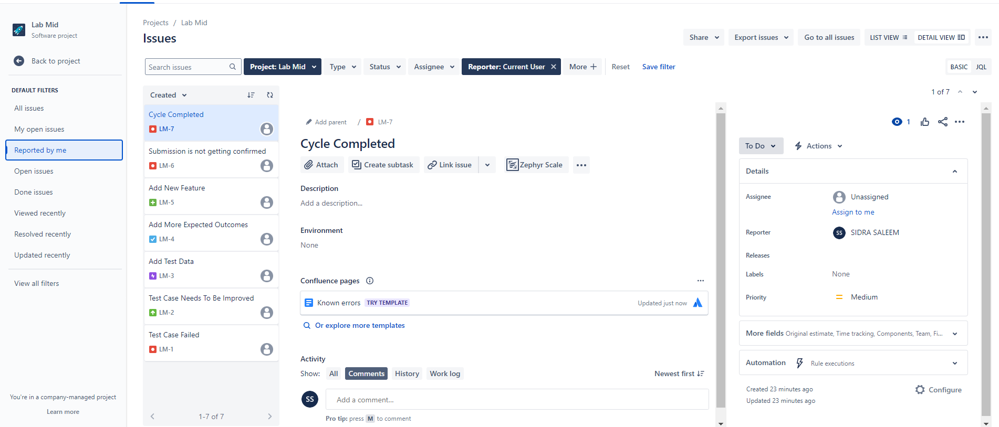 Lab Mid
Software project
Back to project
DEFAULT FILTERS
All issues
My open issues
Reported by me
Open issues
Done issues
Viewed recently
Resolved recently
Updated recently
View all filters
You're in a company-managed project
Learn more
Projects / Lab Mid
Issues
Share
Export issues
Go to all issues
LIST VIEW
DETAIL VIEW
Search issues
Project: Lab Mid
Type
Status
Assignee
Reporter: Current User
More
Reset
Save filter
BASIC
JQL
Created
Cycle Completed
LM-7
Submission is not getting confirmed
LM-6
Add New Feature
LM-5
Add More Expected Outcomes
LM-4
Add Test Data
LM-3
Test Case Needs To Be Improved
LM-2
Test Case Failed
LM-1
1-7 of 7
1 of 7
Add parent / LM-7
Cycle Completed
Attach
Create subtask
Link issue
Zephyr Scale
Description
Add a description...
Environment
None
Confluence pages
Known errors TRY TEMPLATE Updated just now
Or explore more templates
Activity
Show: All Comments History Work log Newest first
SS Add a comment...
Pro tip: press M to comment
1
To Do
Actions
Details
Assignee Unassigned
Assign to me
Reporter SS SIDRA SALEEM
Releases
Labels None
Priority Medium
More fields Original estimate, Time tracking, Components, Team, Fi...
Automation Rule executions
Created 23 minutes ago
Updated 23 minutes ago
Configure